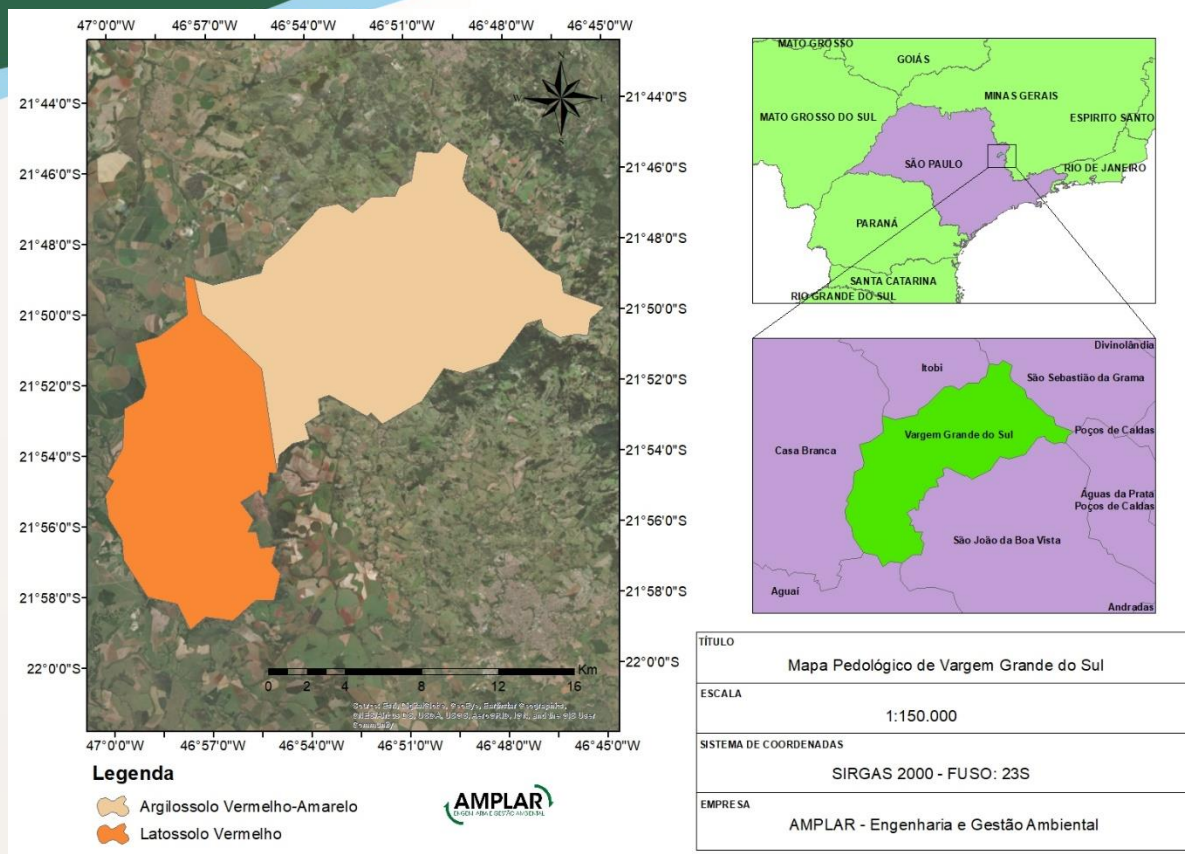 47°0'0"W 46°57'0"W 46°54'0"W 46°51'0"W 46°48'0"W 46°45'0"W
21°44'0"S
21°46'0"S
21°48'0"S
21°50'0"S
21°52'0"S
21°54'0"S
21°56'0"S
21°58'0"S
22°0'0"S
N
W E
S
21°44'0"S
21°46'0"S
21°48'0"S
21°50'0"S
21°52'0"S
21°54'0"S
21°56'0"S
21°58'0"S
22°0'0"S
Km
0 2 4 8 12 16
Community
47°0'0"W 46°57'0"W 46°54'0"W 46°51'0"W 46°48'0"W 46°45'0"W
Legenda
Argilossolo Vermelho-Amarelo
Latossolo Vermelho
AMPLAR
ENGENHARIA E GESTÃO AMBIENTAL
MATO GROSSO
GOIÁS
MINAS GERAIS
MATO GROSSO DO SUL
ESPIRITO SANTO
SÃO PAULO
RIO DE JANEIRO
PARANÁ
SANTA CATARINA
RIO GRANDE DO SUL
Divinolândia
Itobi
São Sebastião da Grama
Vargem Grande do Sul
Poços de Caldas
Casa Branca
Águas da Prata
Poços de Caldas
São João da Boa Vista
Aguaí
Andradas
TÍTULO
Mapa Pedológico de Vargem Grande do Sul
ESCALA
1:150.000
SISTEMA DE COORDENADAS
SIRGAS 2000 - FUSO: 23S
EMPRESA
AMPLAR - Engenharia e Gestão Ambiental